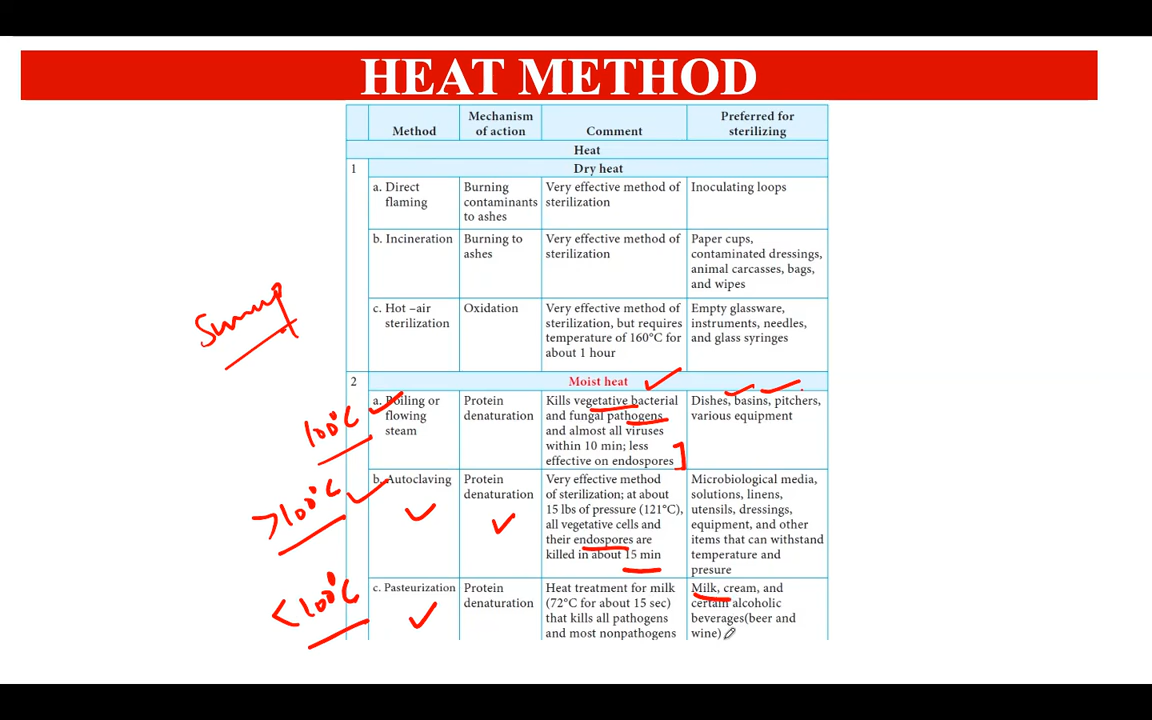 HEAT METHOD
Method
Mechanism
of action
Comment
Preferred for
sterilizing
Heat
1
Dry heat
a. Direct
flaming
Burning
contaminants
to ashes
Very effective method of
sterilization
Inoculating loops
b. Incineration
Burning to
ashes
Very effective method of
sterilization
Paper cups,
contaminated dressings,
animal carcasses, bags,
and wipes
c. Hot –air
sterilization
Oxidation
Very effective method of
sterilization, but requires
temperature of 160°C for
about 1 hour
Empty glassware,
instruments, needles,
and glass syringes
2
Moist heat
100°C
a. Boiling or
flowing
steam
Protein
denaturation
Kills vegetative bacterial
and fungal pathogens
and almost all viruses
within 10 min; less
effective on endospores
Dishes, basins, pitchers,
various equipment
>100°C
b. Autoclaving
Protein
denaturation
Very effective method
of sterilization; at about
15 lbs of pressure (121°C),
all vegetative cells and
their endospores are
killed in about 15 min
Microbiological media,
solutions, linens,
utensils, dressings,
equipment, and other
items that can withstand
temperature and
presure
<100°C
c. Pasteurization
Protein
denaturation
Heat treatment for milk
(72°C for about 15 sec)
that kills all pathogens
and most nonpathogens
Milk, cream, and
certain alcoholic
beverages(beer and
wine)